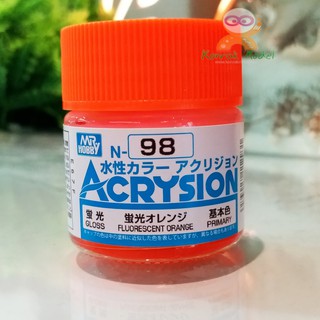 MR. HOBBY
N- 98
水性カラー アクリジョン
ACRYSION
蛍光 蛍光オレンジ 基本色
GLOSS FLUORESCENT ORANGE PRIMARY